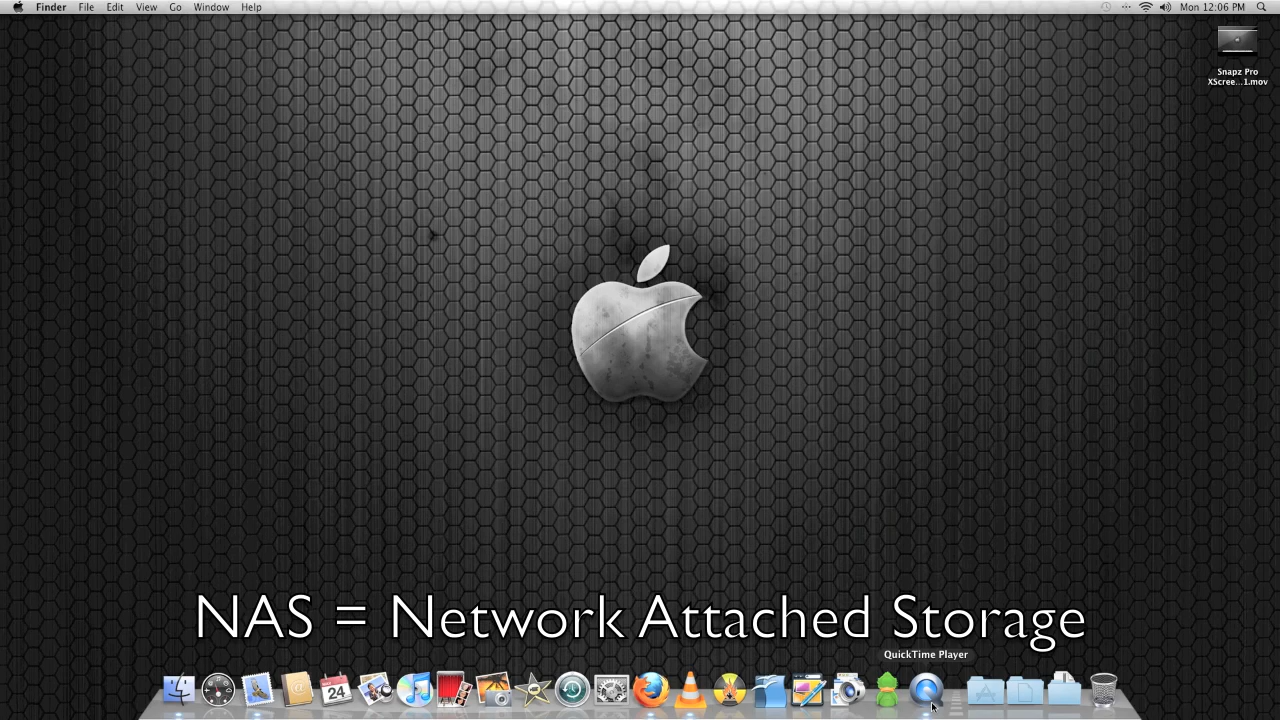 Finder File Edit View Go Window Help Mon 12:06 PM
Snapz Pro
XScree...1.mov
NAS = Network Attached Storage
QuickTime Player
24